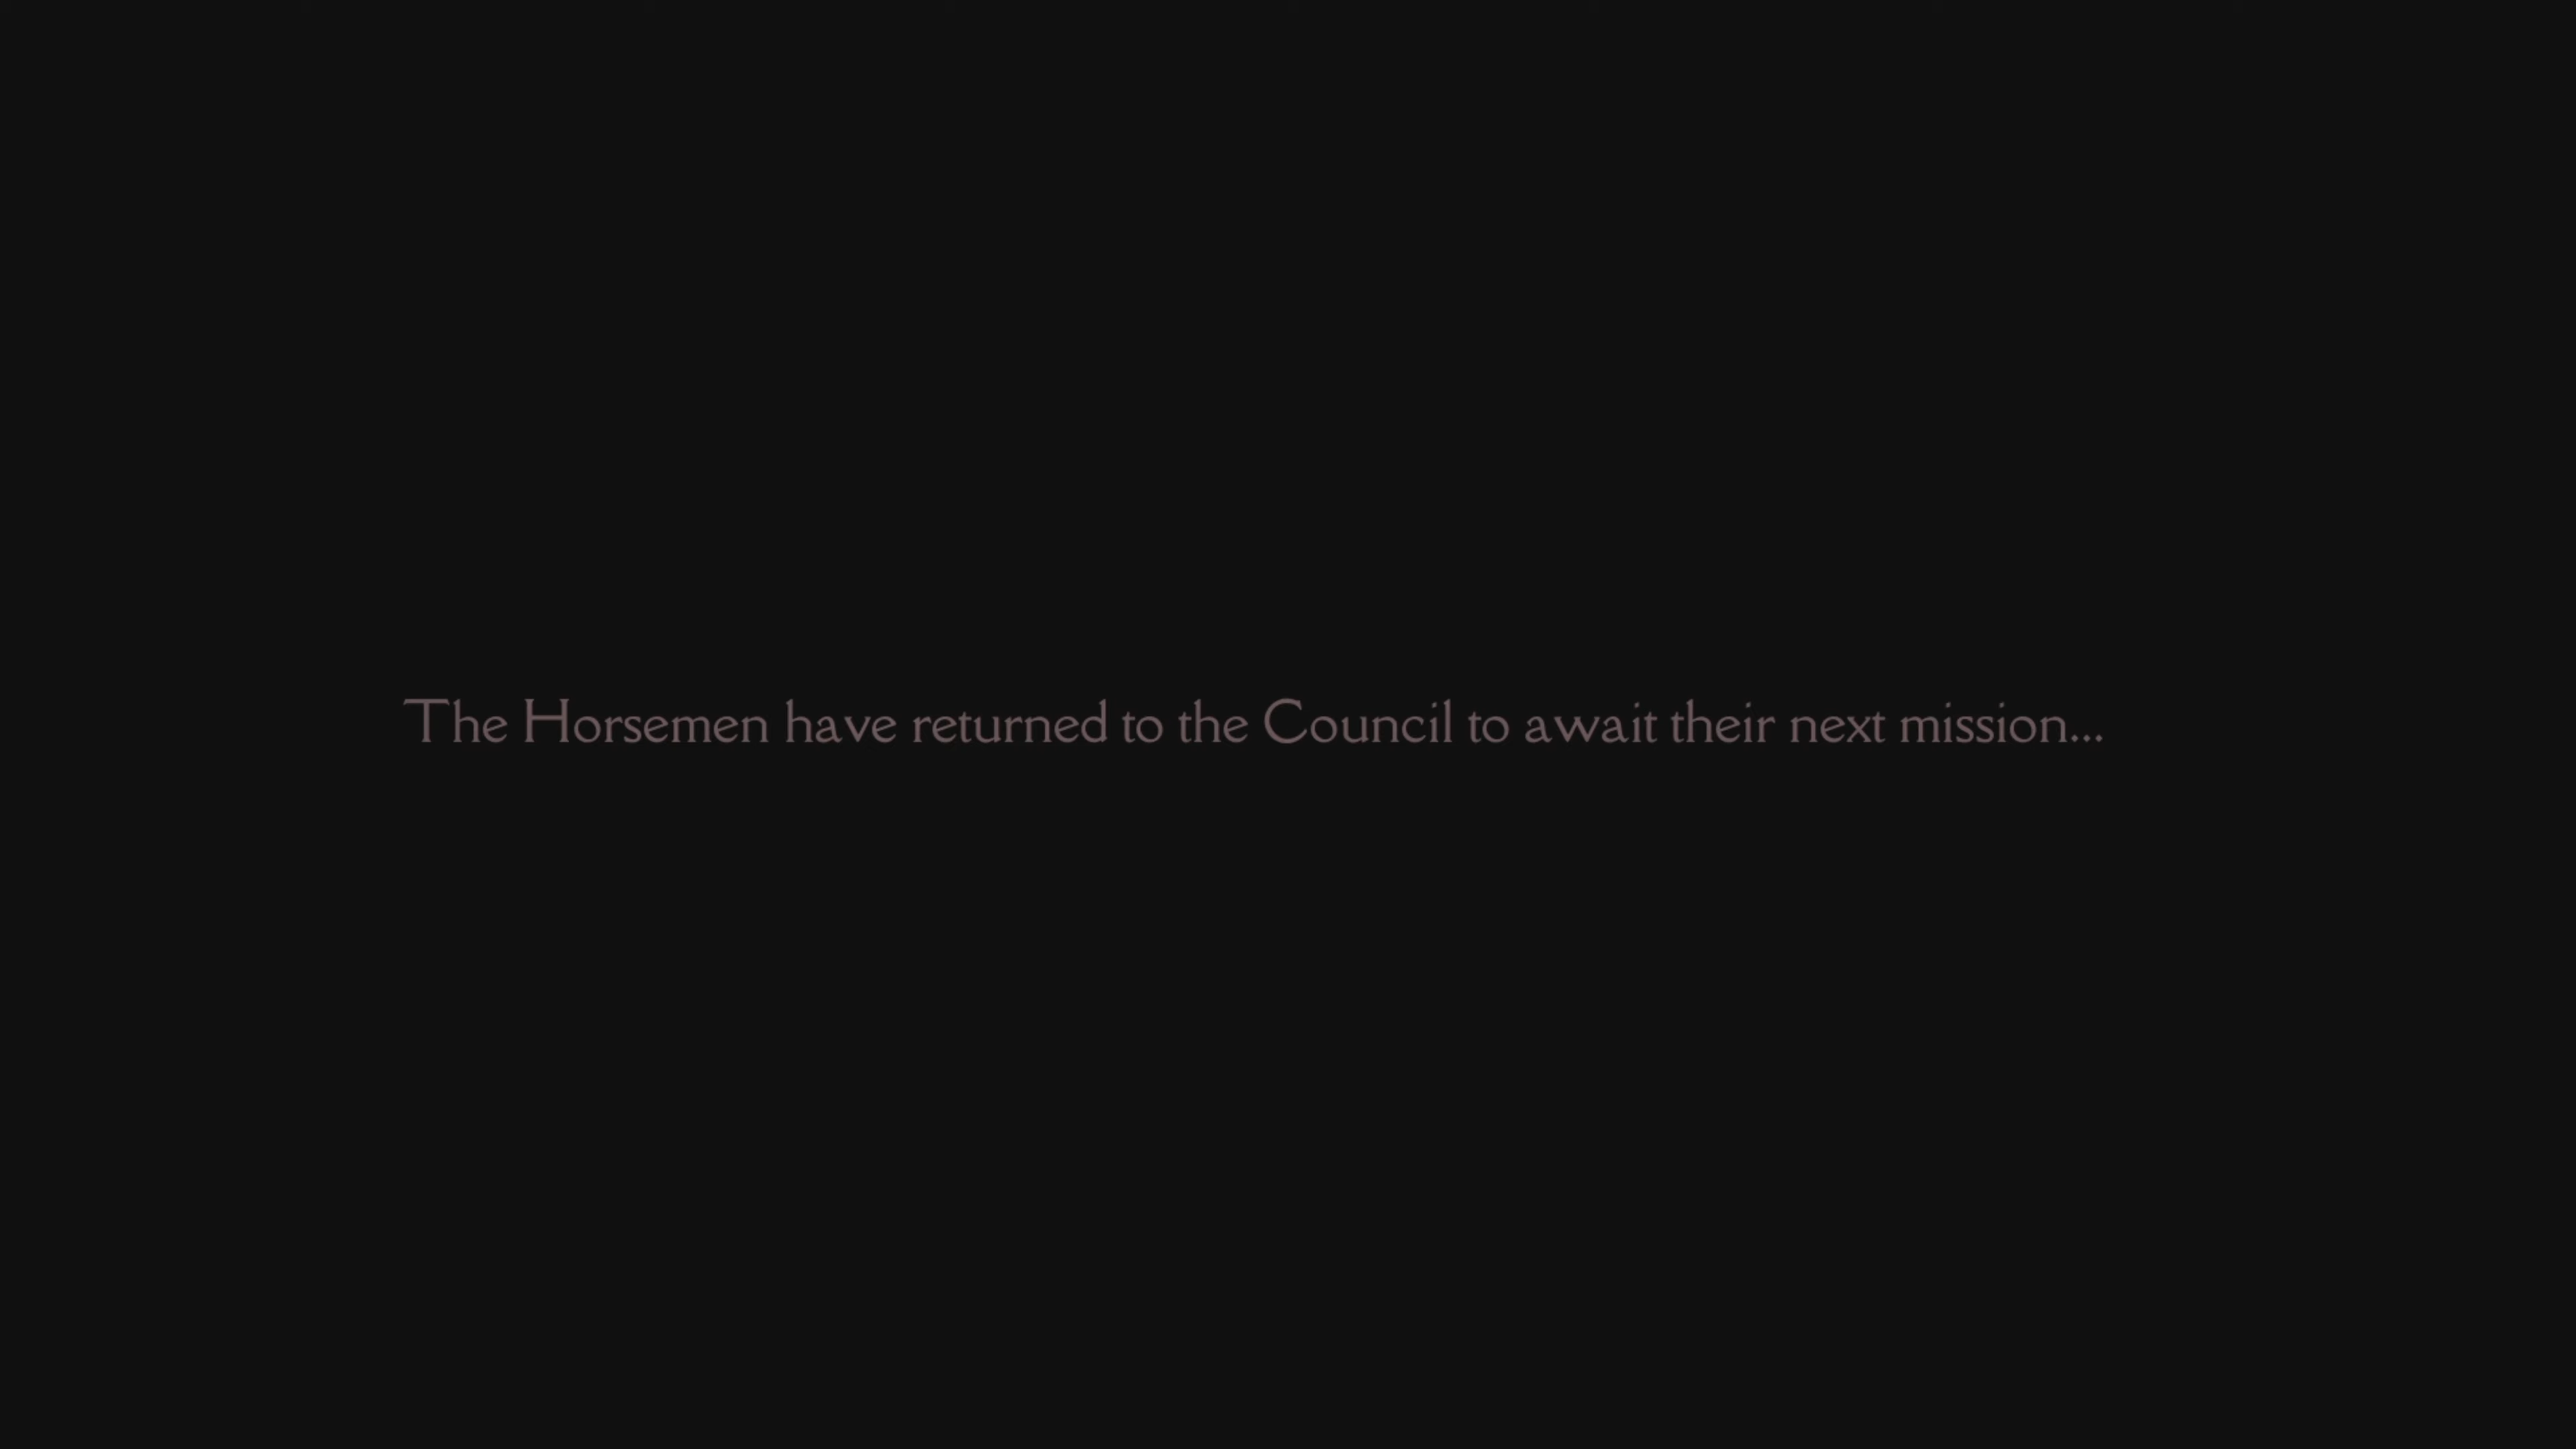 The Horsemen have returned to the Council to await their next mission...